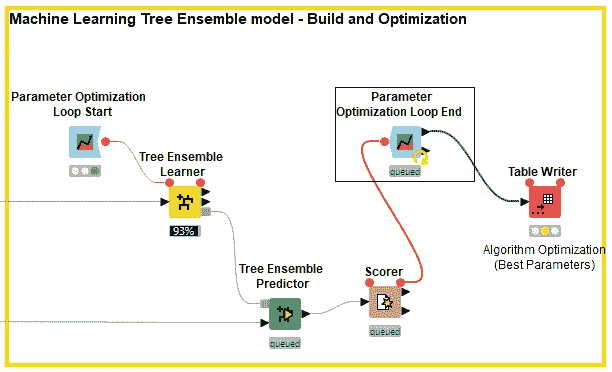 Machine Learning Tree Ensemble model - Build and Optimization
Parameter Optimization
Loop Start
Tree Ensemble
Learner
93%
Tree Ensemble
Predictor
queued
Scorer
queued
Parameter
Optimization Loop End
queued
Table Writer
Algorithm Optimization
(Best Parameters)